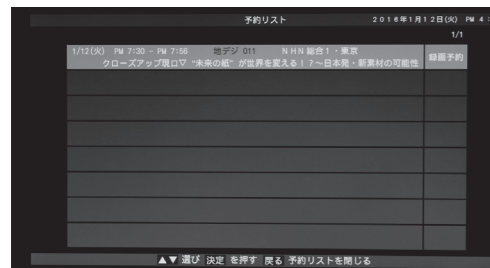 予約リスト 2016年1月12日(火) PM 4:
1/1
1/12(火) PM 7:30 - PM 7:56 地デジ 011 NHN総合1・東京 録画予約
クローズアップ現ロ▽ “未来の紙”が世界を変える!?~日本発・新素材の可能性
▲▼ 選び 決定 を押す 戻る 予約リストを閉じる